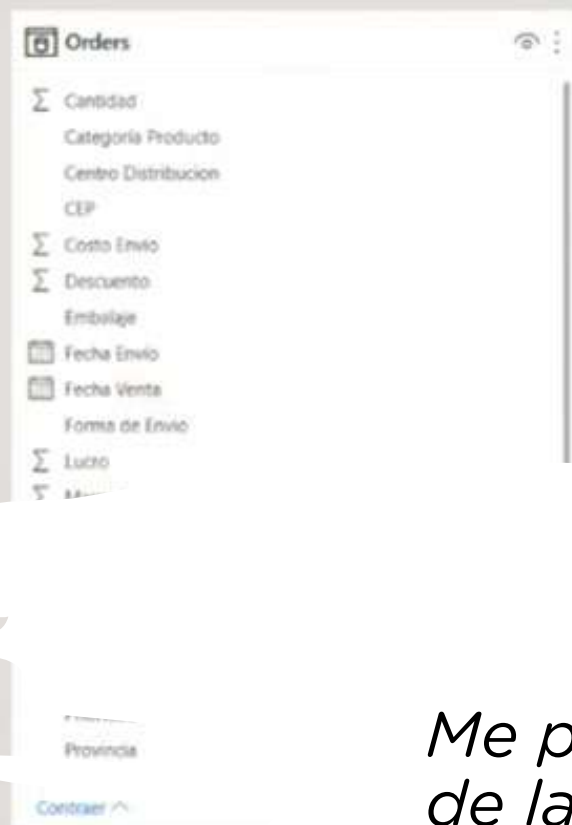 Orders
Σ Cantidad
Categoría Producto
Centro Distribucion
CEP
Σ Costo Envio
Σ Descuento
Embalaje
Fecha Envio
Fecha Venta
Forma de Envio
Σ Lucro
Σ
Provincia
Contraer
Me p
de la